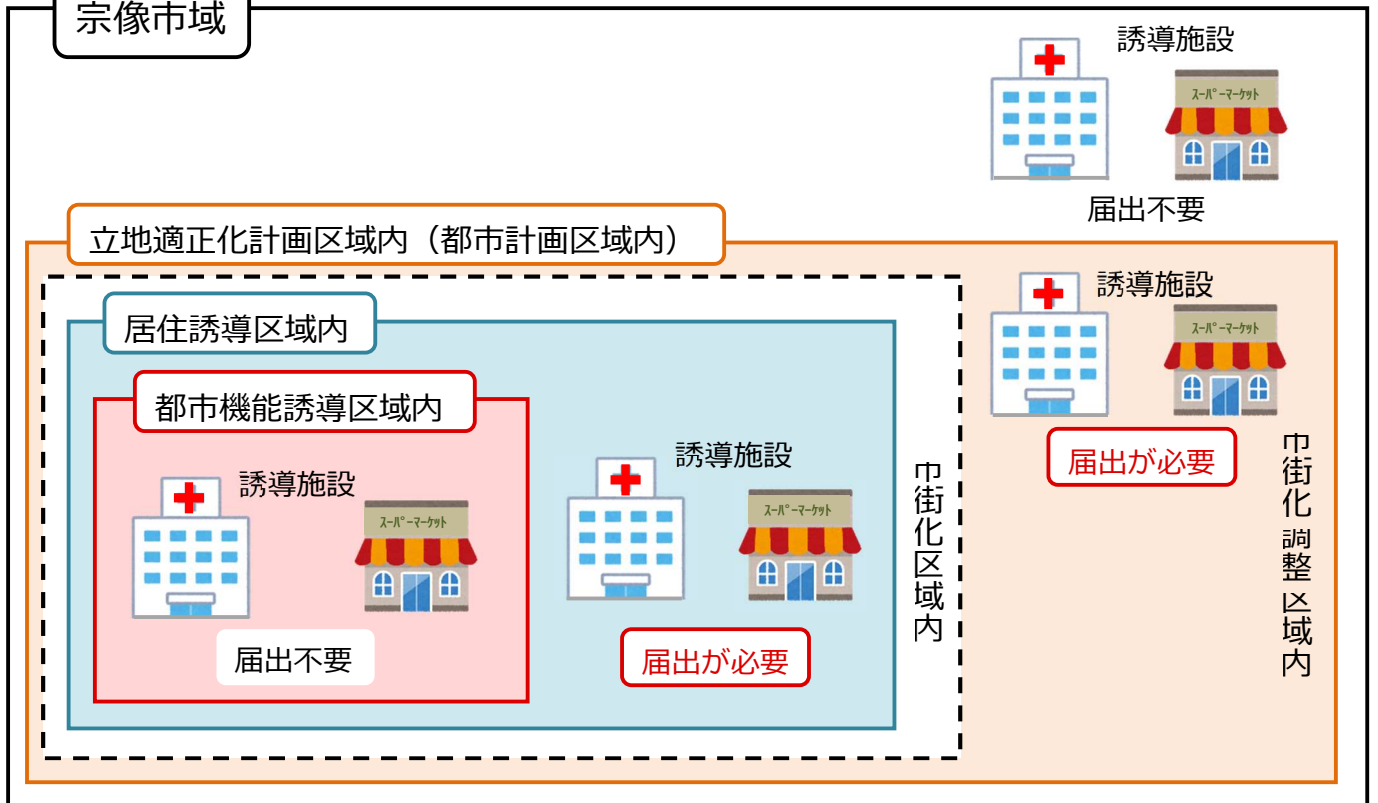 宗像市域
誘導施設
スーパーマーケット
届出不要
立地適正化計画区域内（都市計画区域内）
誘導施設
スーパーマーケット
届出が必要
市街化調整区域内
居住誘導区域内
都市機能誘導区域内
誘導施設
スーパーマーケット
届出不要
誘導施設
スーパーマーケット
届出が必要
市街化区域内